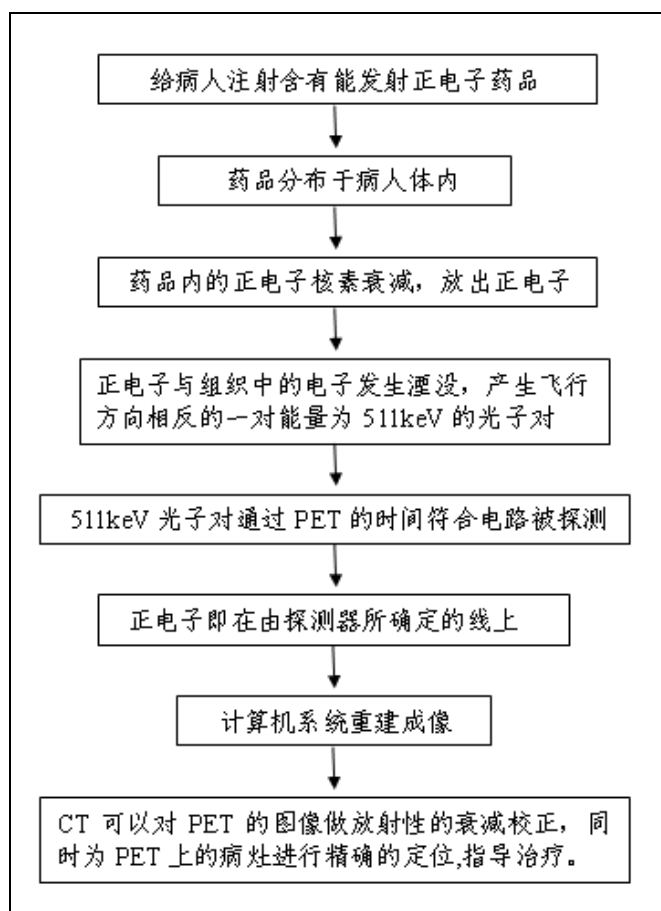 给病人注射含有能发射正电子药品
药品分布于病人体内
药品内的正电子核素衰减，放出正电子
正电子与组织中的电子发生湮没，产生飞行
方向相反的一对能量为 511keV 的光子对
511keV 光子对通过 PET 的时间符合电路被探测
正电子即在由探测器所确定的线上
计算机系统重建成像
CT 可以对 PET 的图像做放射性的衰减校正，同
时为 PET 上的病灶进行精确的定位,指导治疗。